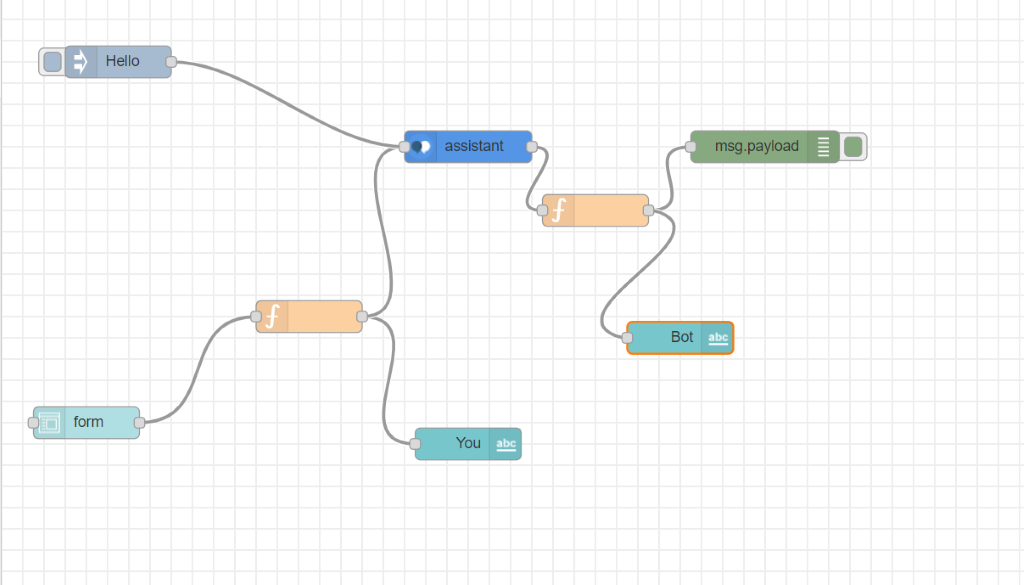 Hello
assistant
msg.payload
Bot
abc
form
You
abc